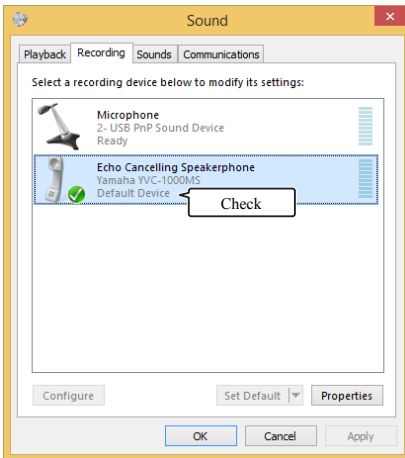 Sound
Playback Recording Sounds Communications
Select a recording device below to modify its settings:
Microphone
2- USB PnP Sound Device
Ready
Echo Cancelling Speakerphone
Yamaha YVC-1000MS
Default Device
Check
Configure Set Default Properties
OK Cancel Apply